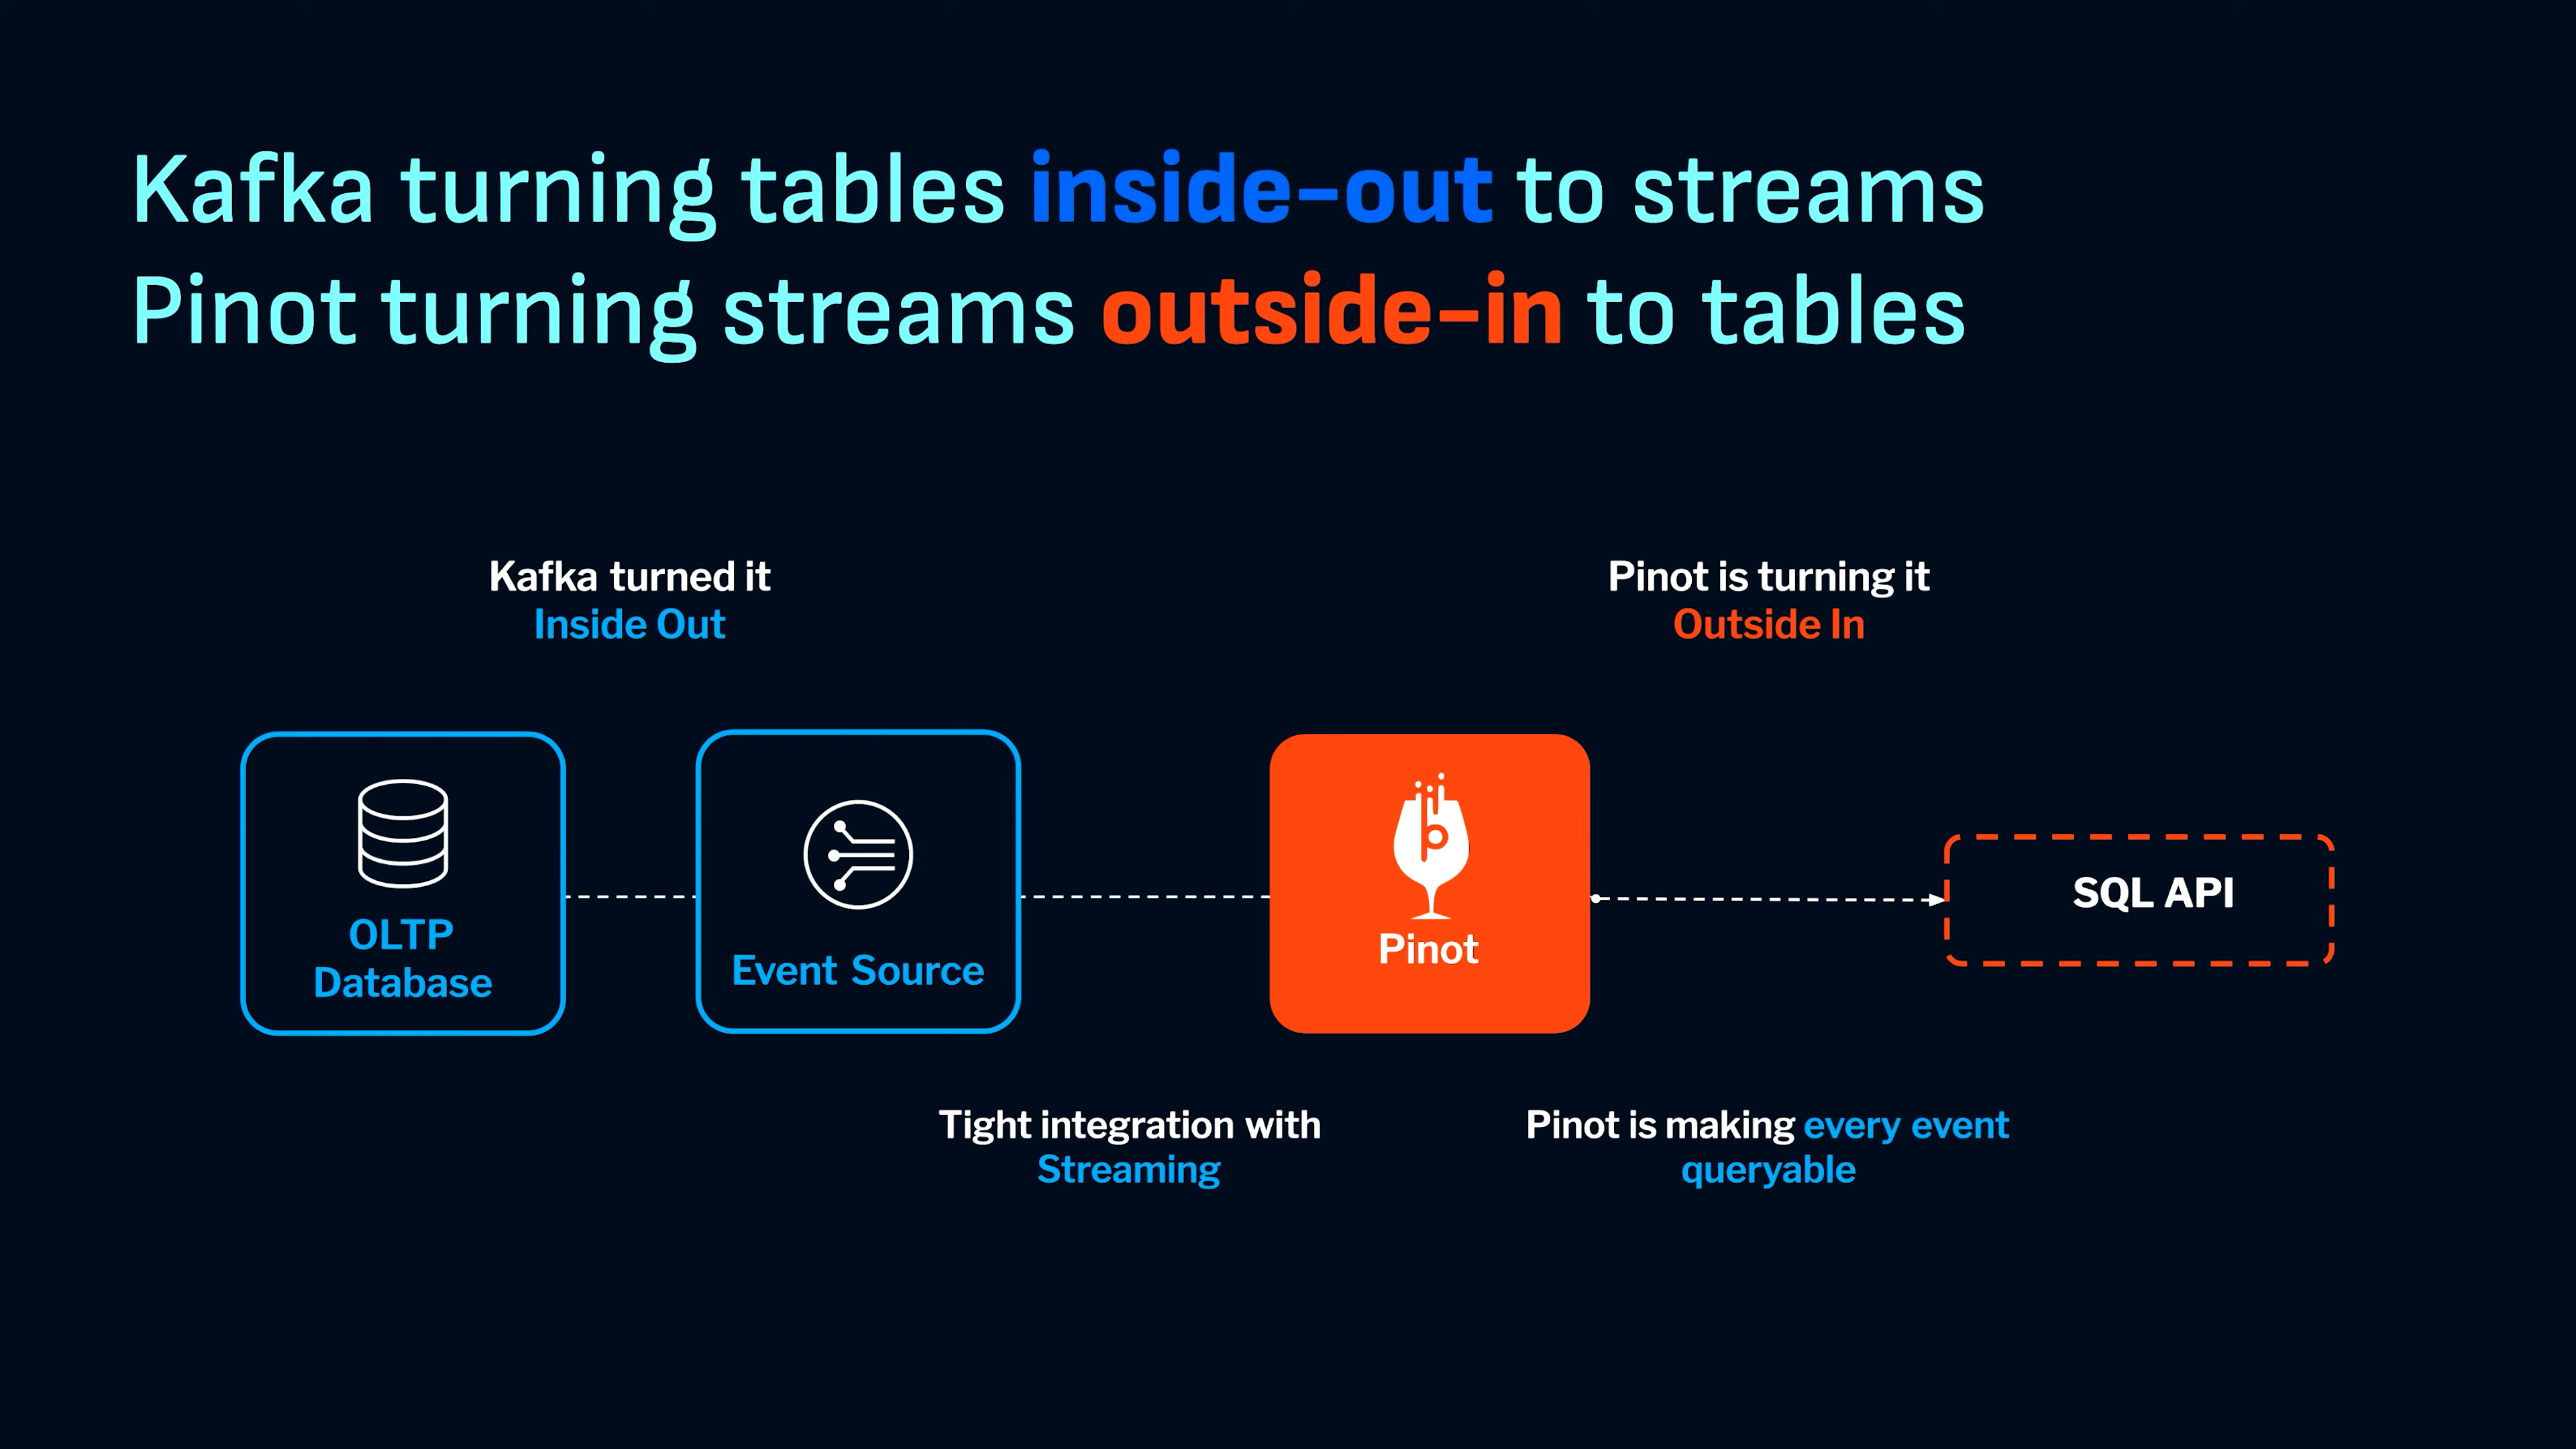 Kafka turning tables inside-out to streams
Pinot turning streams outside-in to tables
Kafka turned it
Inside Out
Pinot is turning it
Outside In
OLTP
Database
Event Source
Pinot
SQL API
Tight integration with
Streaming
Pinot is making every event
queryable